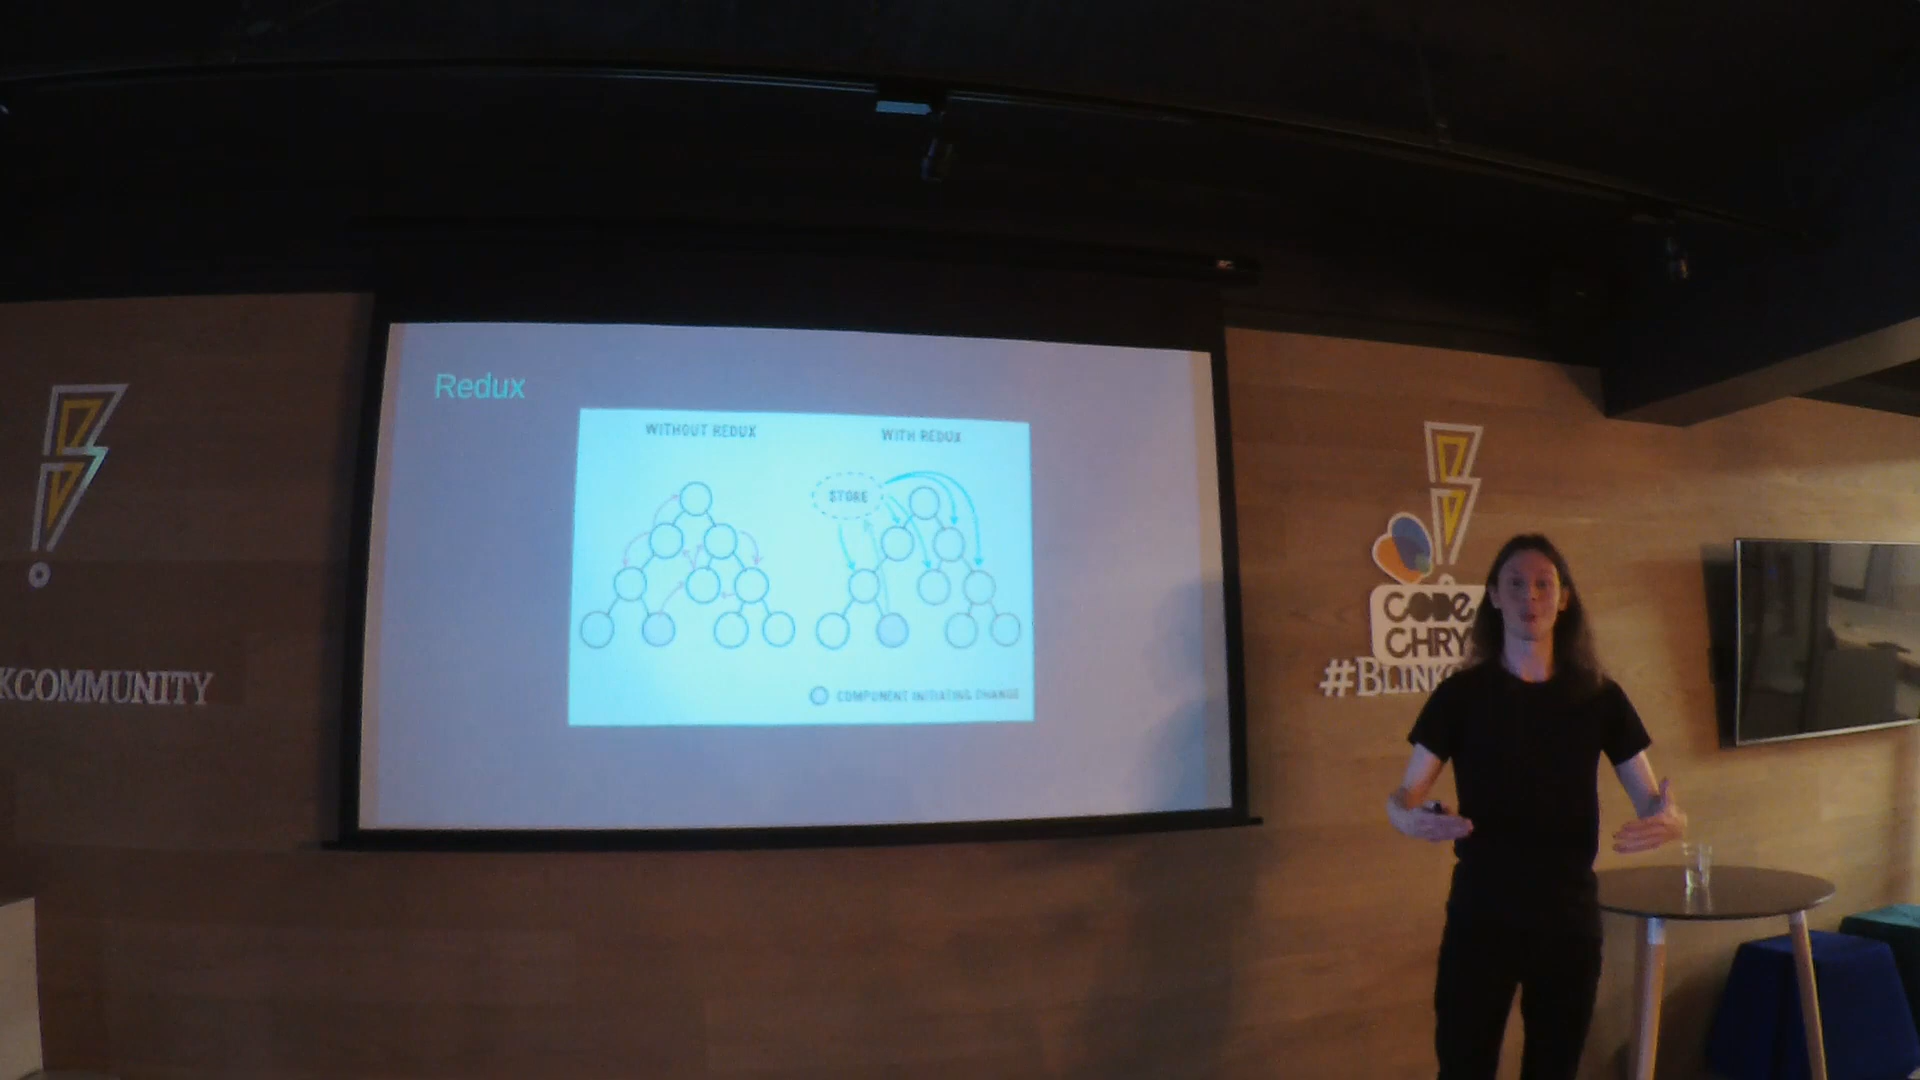 Redux
WITHOUT REDUX
WITH REDUX
STORE
COMPONENT INITIATING CHANGE
KCOMMUNITY
CODE
CHRY
#BLINK